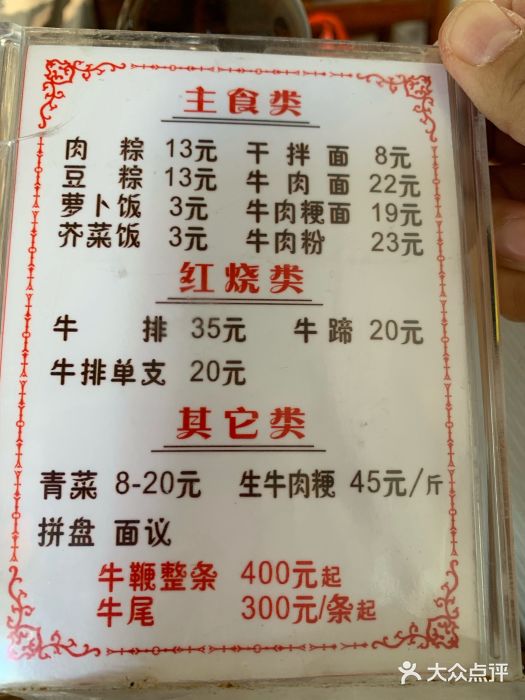 主食类
肉粽 13元 干拌面 8元
豆粽 13元 牛肉面 22元
萝卜饭 3元 牛肉粳面 19元
芥菜饭 3元 牛肉粉 23元
红烧类
牛排 35元 牛蹄 20元
牛排单支 20元
其它类
青菜 8-20元 生牛肉粳 45元/斤
拼盘 面议
牛鞭整条 400元起
牛尾 300元/条起
大众点评